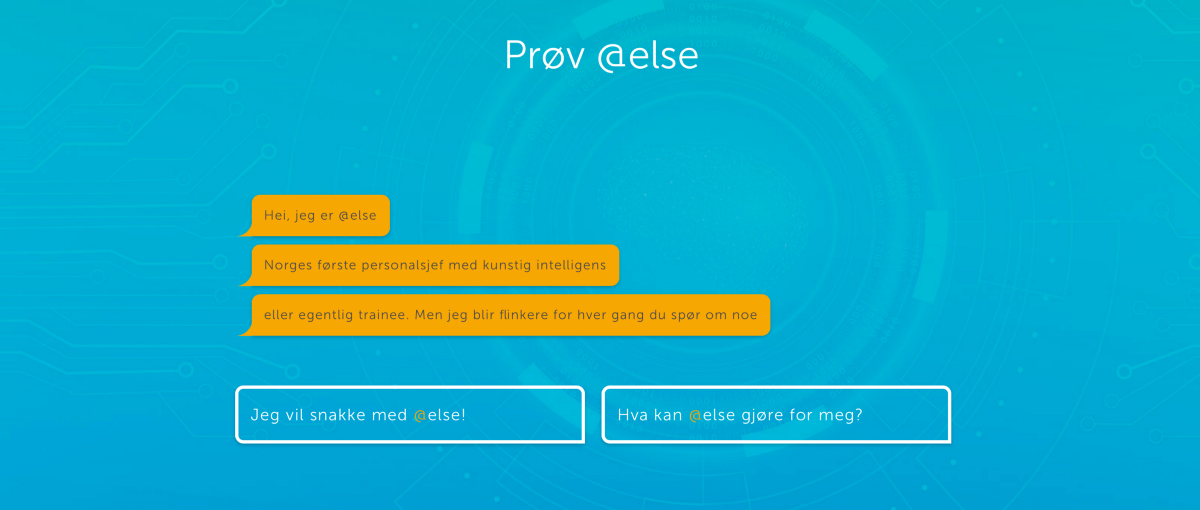 Prøv @else
Hei, jeg er @else
Norges første personalsjef med kunstig intelligens
eller egentlig trainee. Men jeg blir flinkere for hver gang du spør om noe
Jeg vil snakke med @else!
Hva kan @else gjøre for meg?